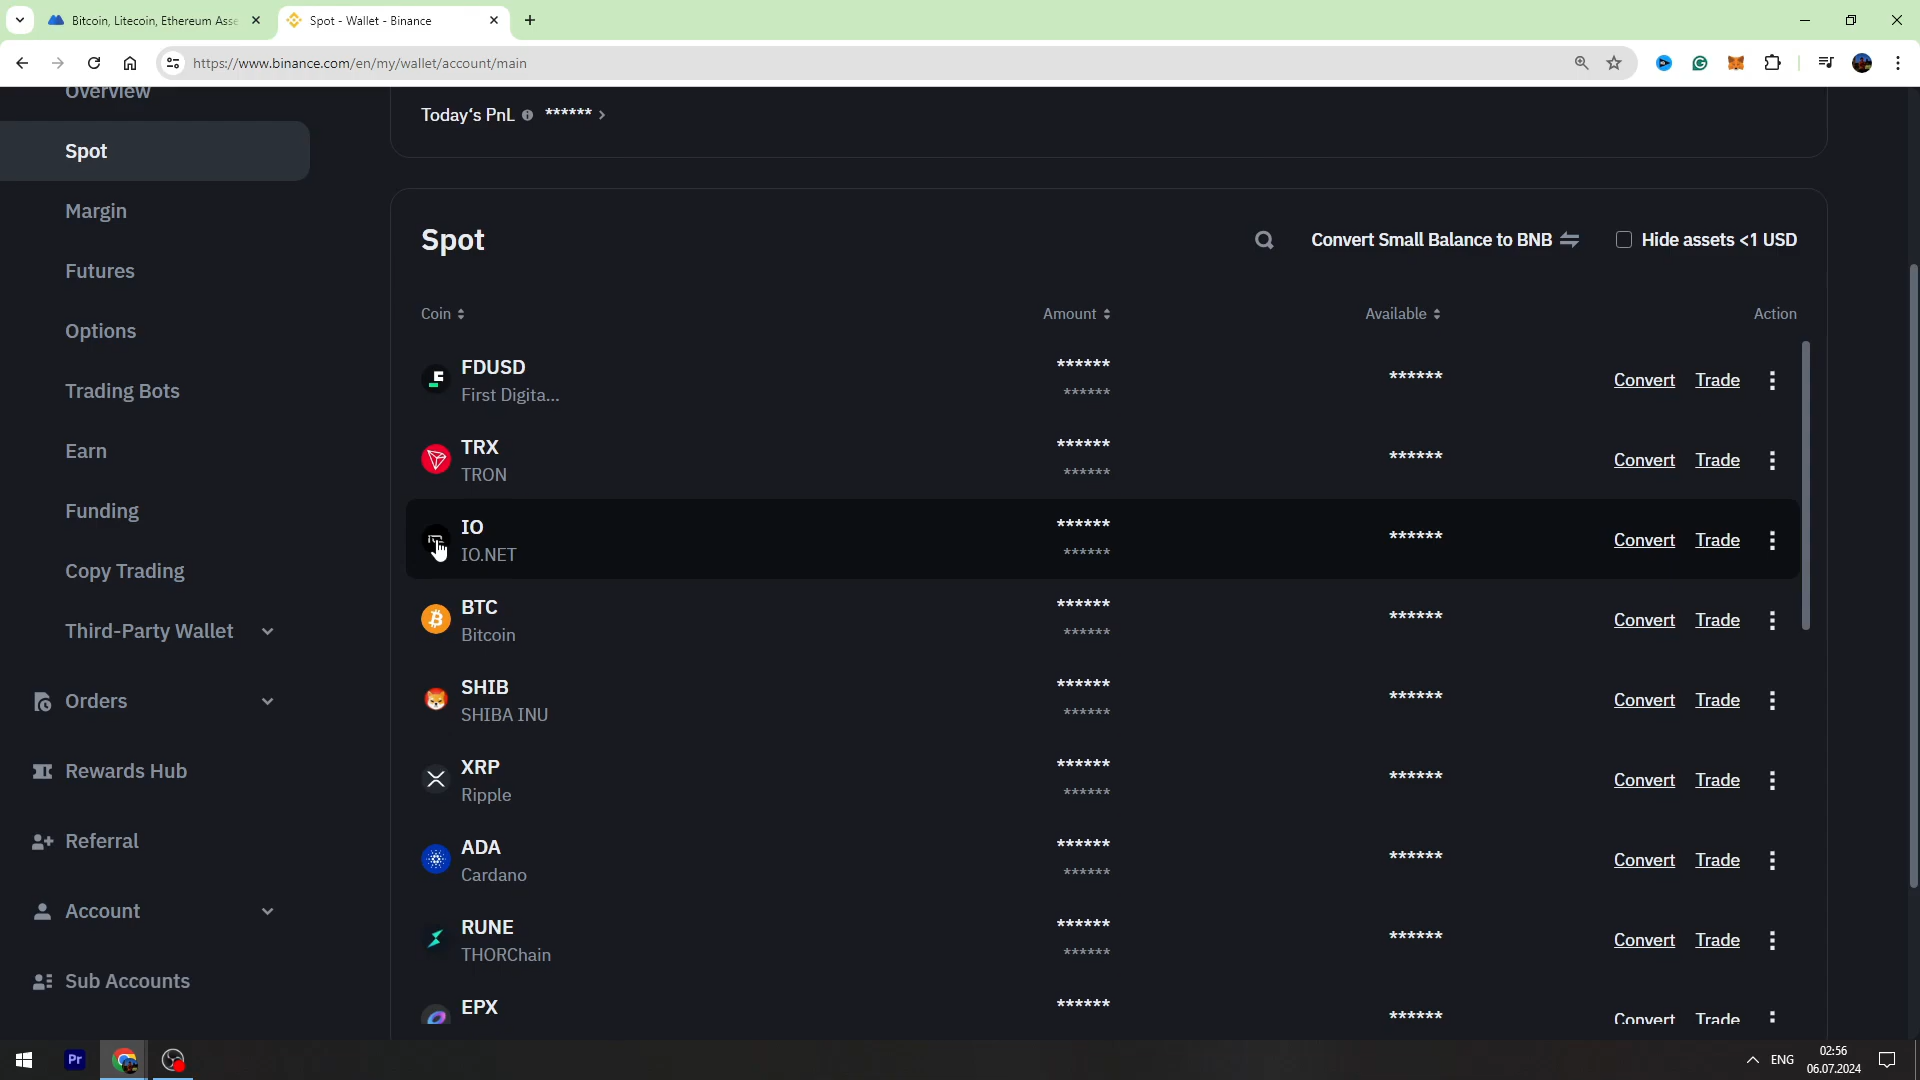 Bitcoin, Litecoin, Ethereum Asse
Spot - Wallet - Binance
https://www.binance.com/en/my/wallet/account/main
Overview
Spot
Margin
Futures
Options
Trading Bots
Earn
Funding
Copy Trading
Third-Party Wallet
Orders
Rewards Hub
Referral
Account
Sub Accounts
Today's PnL ****** >
Spot
Convert Small Balance to BNB
Hide assets <1 USD
Coin Amount Available Action
FDUSD ****** ****** Convert Trade
First Digita... ******
TRX ****** ****** Convert Trade
TRON ******
IO ****** ****** Convert Trade
IO.NET ******
BTC ****** ****** Convert Trade
Bitcoin ******
SHIB ****** ****** Convert Trade
SHIBA INU ******
XRP ****** ****** Convert Trade
Ripple ******
ADA ****** ****** Convert Trade
Cardano ******
RUNE ****** ****** Convert Trade
THORChain ******
EPX ****** ****** Convert Trade
Pr
ENG
02:56
06.07.2024